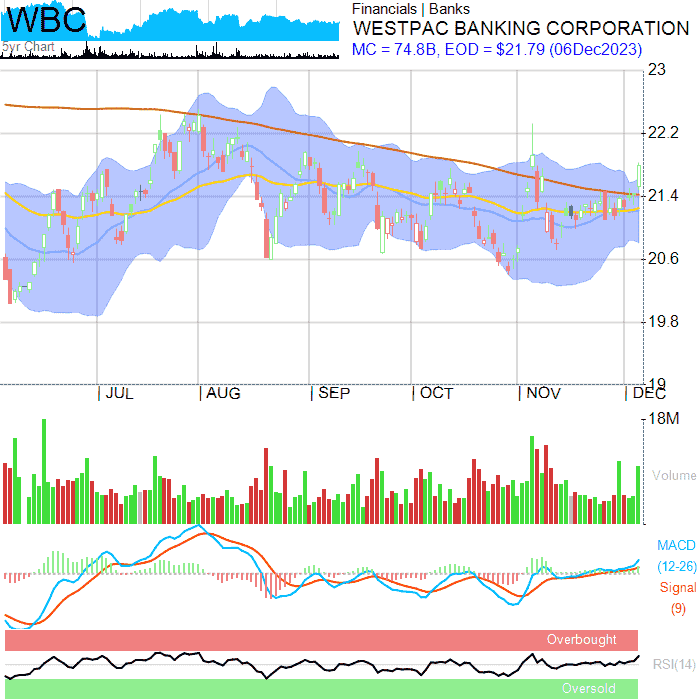 WBC
5yr Chart
Financials | Banks
WESTPAC BANKING CORPORATION
MC = 74.8B, EOD = $21.79 (06Dec2023)
23
22.2
21.4
20.6
19.8
19
JUL
AUG
SEP
OCT
NOV
DEC
18M
Volume
MACD
(12-26)
Signal
(9)
Overbought
RSI(14)
Oversold